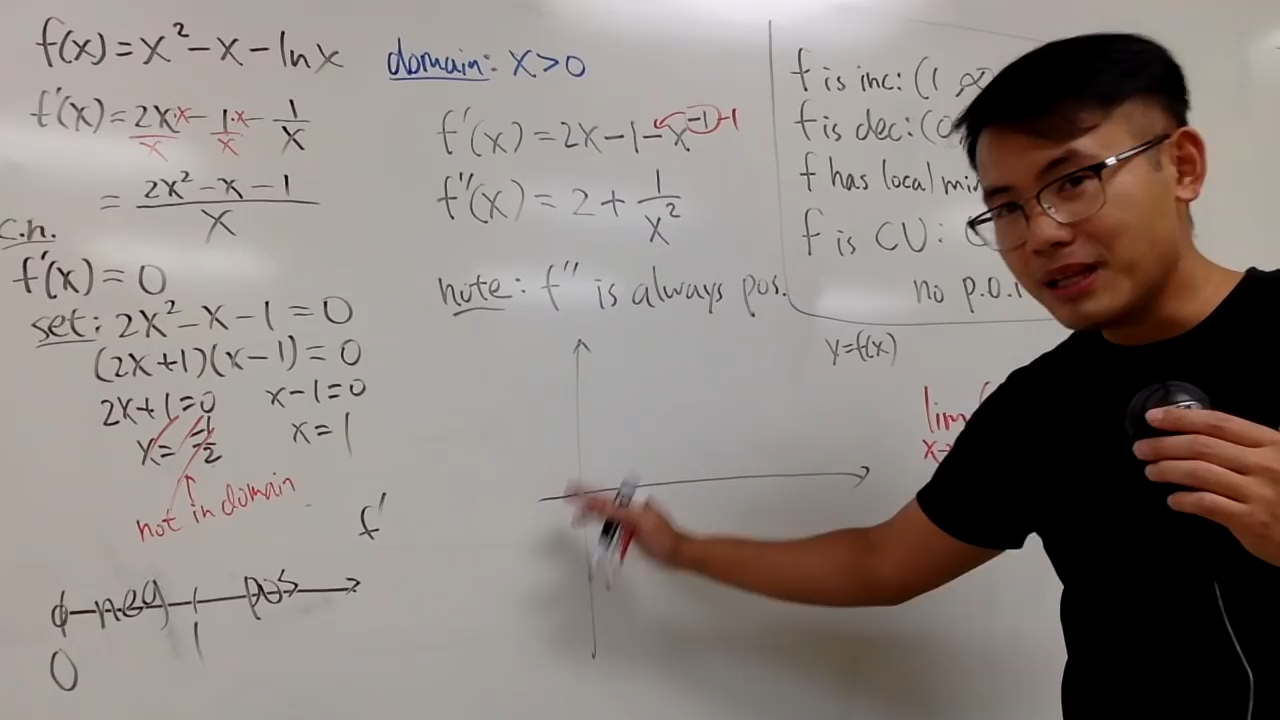 f(x) = x² - x - ln x
f'(x) = 2x·x/x - 1·x/x - 1/x
= (2x² - x - 1)/x
c.n.
f'(x) = 0
set: 2x² - x - 1 = 0
(2x+1)(x-1) = 0
2x+1=0 x-1=0
x= -1/2 x=1
not in domain
f'
neg pos
0 1
domain: x>0
f'(x) = 2x-1-x⁻¹ -1
f''(x) = 2 + 1/x²
note: f'' is always pos.
f is inc: (1 ∞
f is dec: (0
f has local min
f is CU: (
no p.o.i
y=f(x)
lim
x→